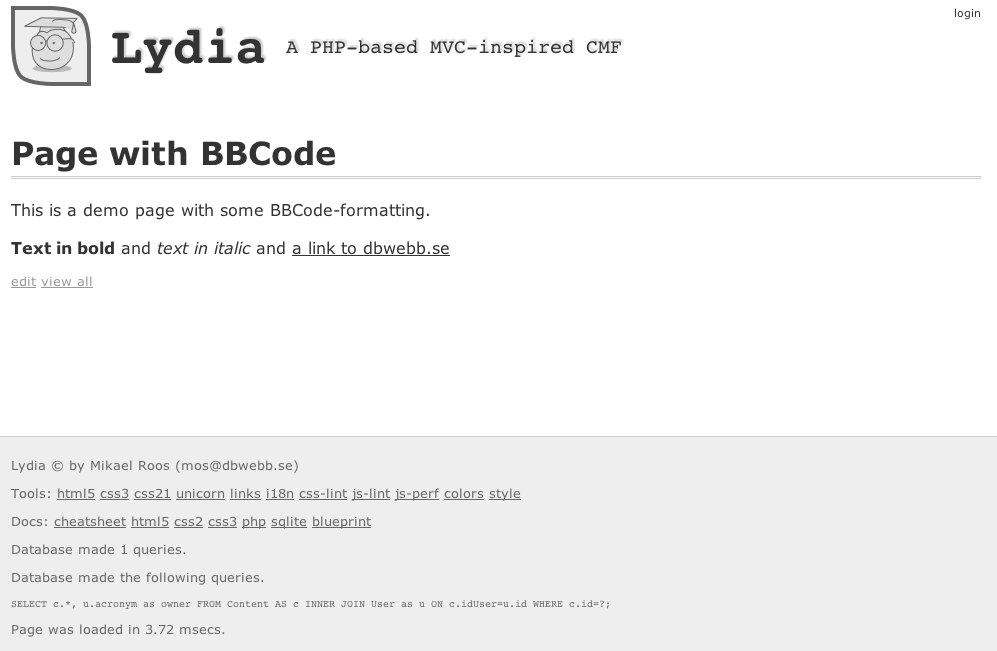 login
Lydia A PHP-based MVC-inspired CMF
Page with BBCode
This is a demo page with some BBCode-formatting.
Text in bold and text in italic and a link to dbwebb.se
edit view all
Lydia © by Mikael Roos (mos@dbwebb.se)
Tools: html5 css3 css21 unicorn links i18n css-lint js-lint js-perf colors style
Docs: cheatsheet html5 css2 css3 php sqlite blueprint
Database made 1 queries.
Database made the following queries.
SELECT c.*, u.acronym as owner FROM Content AS c INNER JOIN User as u ON c.idUser=u.id WHERE c.id=?;
Page was loaded in 3.72 msecs.